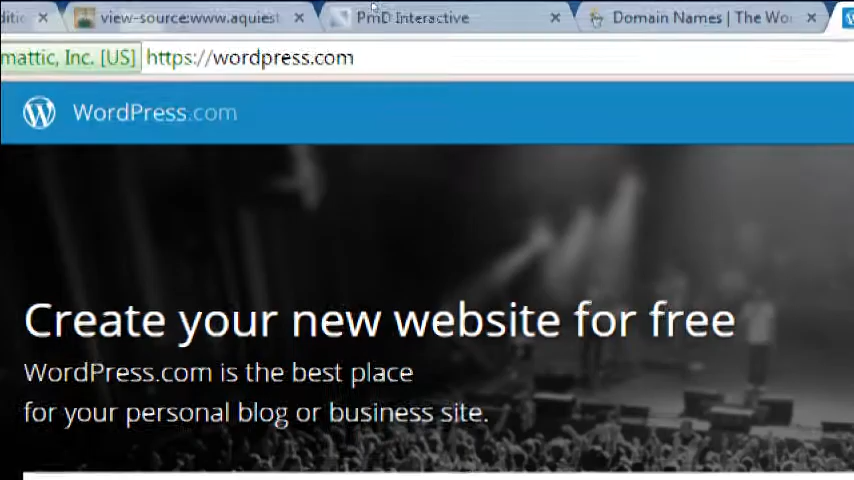 view-source:www.aquiest
PmD Interactive
Domain Names | The Wo
mattic, Inc. [US]
https://wordpress.com
WordPress.com
Create your new website for free
WordPress.com is the best place
for your personal blog or business site.